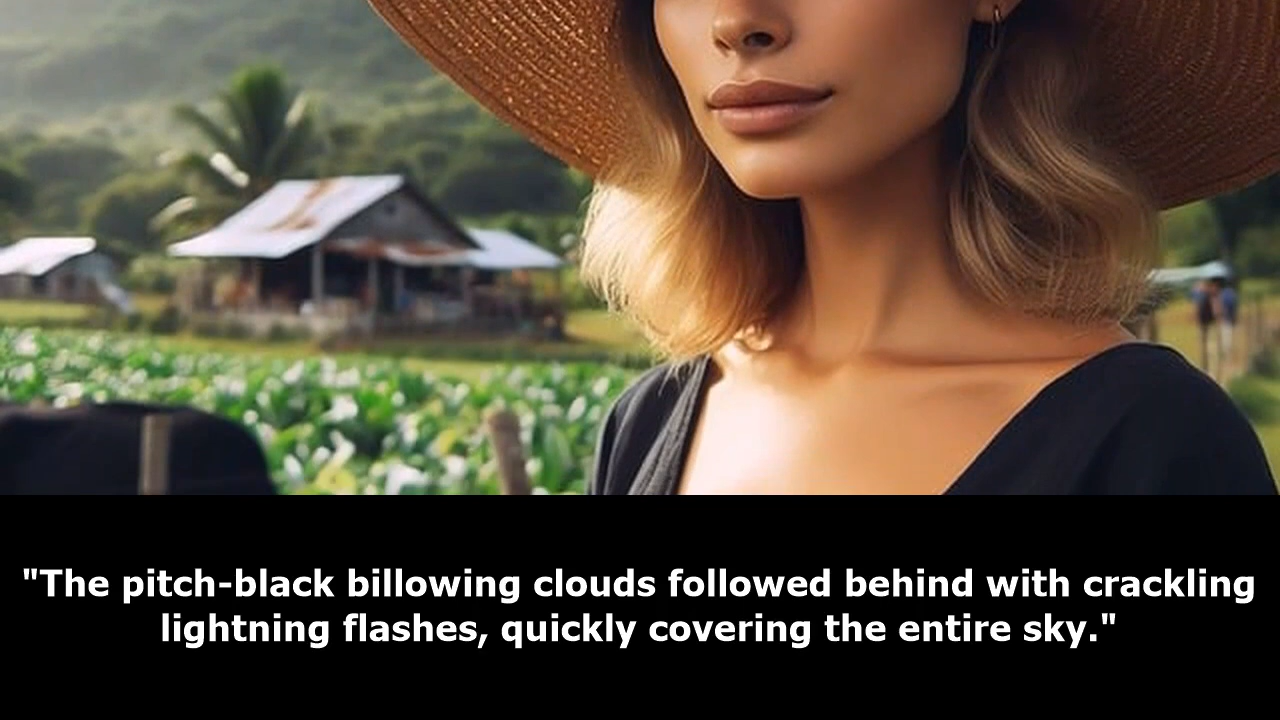 "The pitch-black billowing clouds followed behind with crackling
lightning flashes, quickly covering the entire sky."